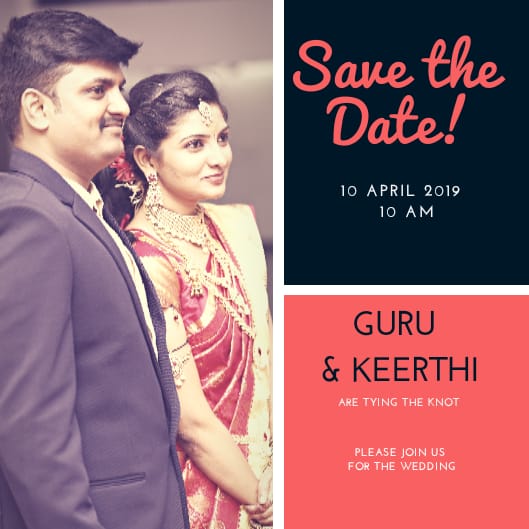 Save the
Date!
10 APRIL 2019
10 AM
GURU
& KEERTHI
ARE TYING THE KNOT
PLEASE JOIN US
FOR THE WEDDING